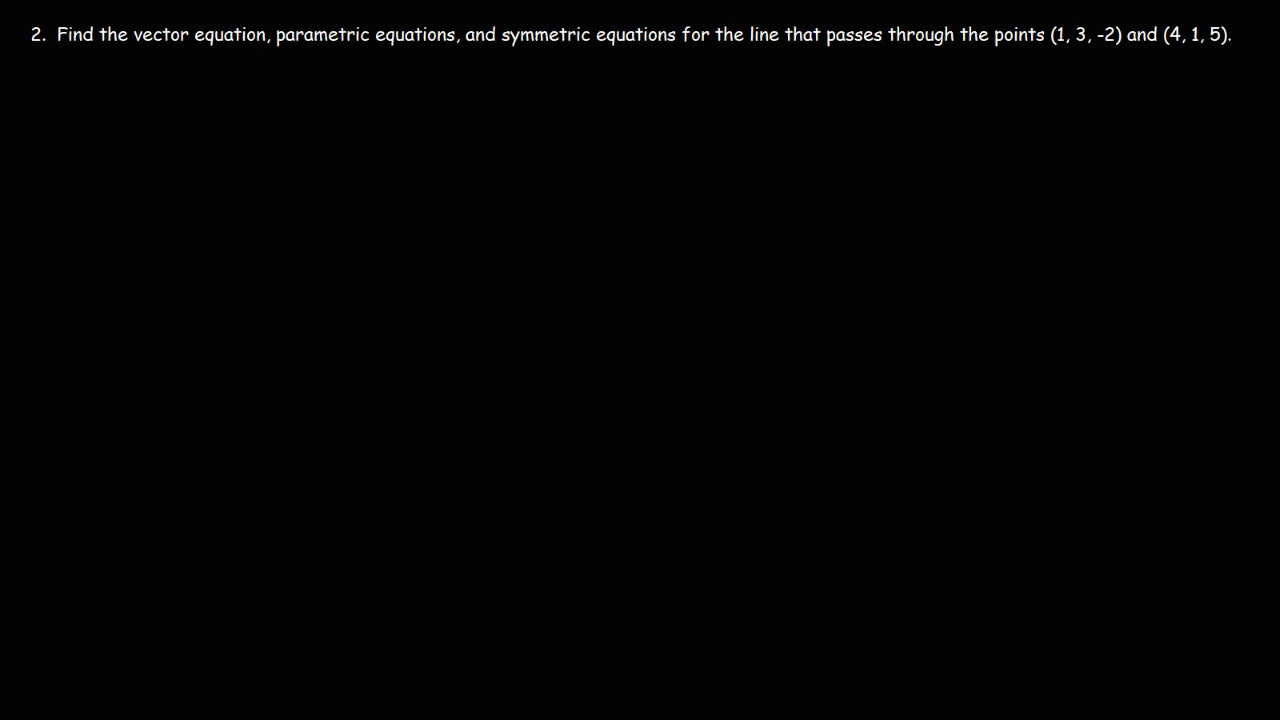 2. Find the vector equation, parametric equations, and symmetric equations for the line that passes through the points (1, 3, -2) and (4, 1, 5).